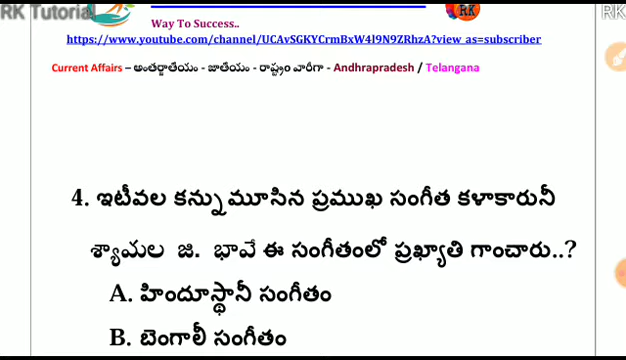 RK Tutorial
RK
RK
Way To Success..
https://www.youtube.com/channel/UCAvSGKYCrmBxW4l9N9ZRhzA?view_as=subscriber
Current Affairs – అంతర్జాతీయం - జాతీయం - రాష్ట్రం వారీగా - Andhrapradesh / Telangana
4. ఇటీవల కన్నుమూసిన ప్రముఖ సంగీత కళాకారునీ
శ్యామల జి. భావే ఈ సంగీతంలో ప్రఖ్యాతి గాంచారు..?
A. హిందూస్థానీ సంగీతం
B. బెంగాలీ సంగీతం